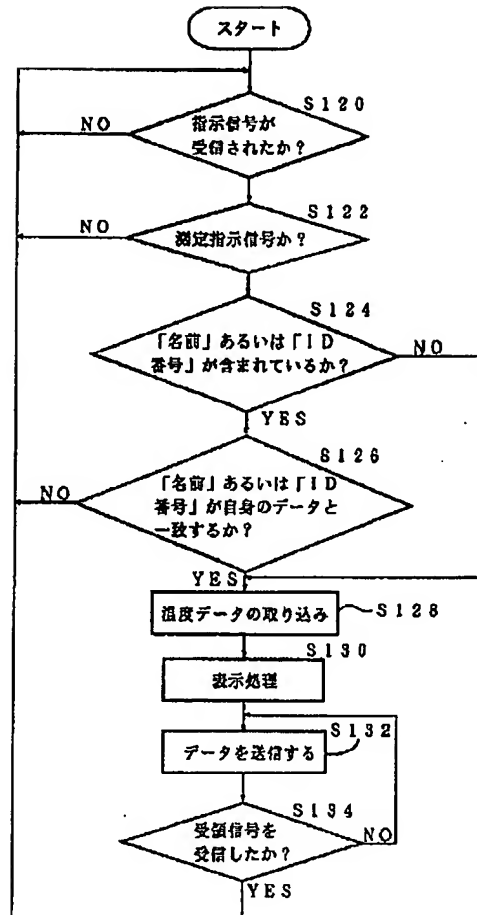 スタート
S120
NO
指示信号が
受信されたか?
S122
NO
測定指示信号か?
S124
「名前」あるいは「ID
番号」が含まれているか?
NO
YES
S126
NO
「名前」あるいは「ID
番号」が自身のデータと
一致するか?
YES
温度データの取り込み
S128
S130
表示処理
S132
データを送信する
S134
受領信号を
受信したか?
NO
YES